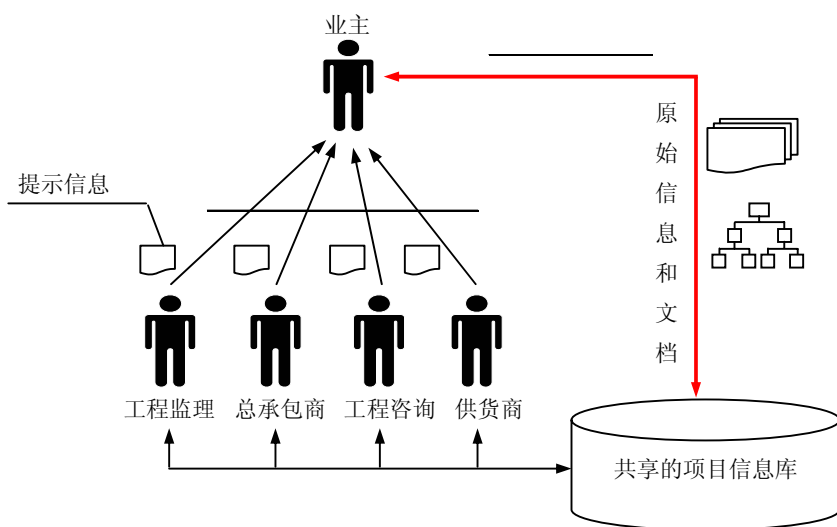 业主
提示信息
原始信息和文档
工程监理
总承包商
工程咨询
供货商
共享的项目信息库